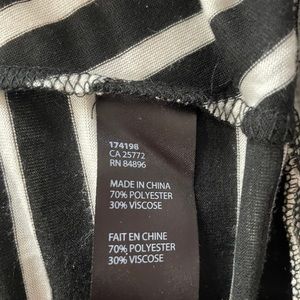 174198
CA 25772
RN 84896
MADE IN CHINA
70% POLYESTER
30% VISCOSE
FAIT EN CHINE
70% POLYESTER
30% VISCOSE